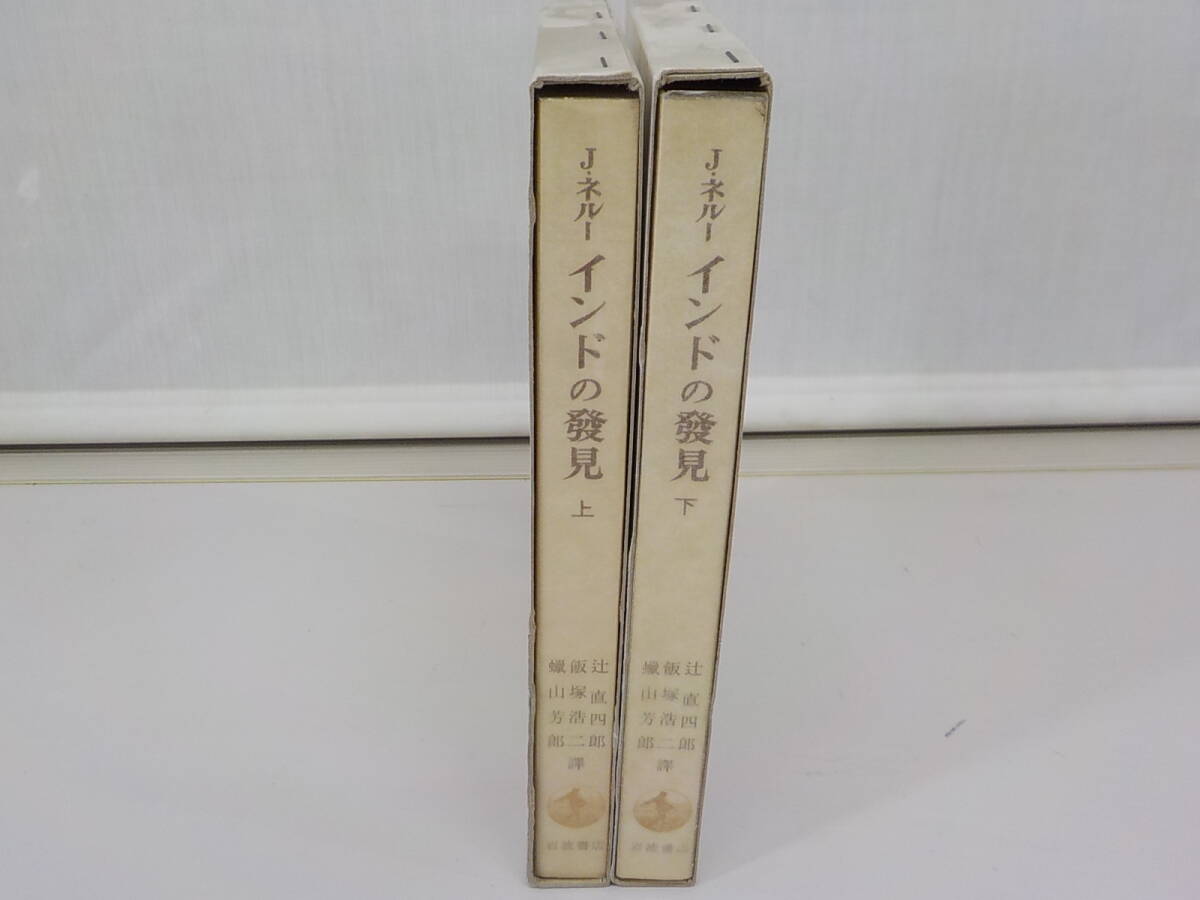 J・ネルー
インドの發見
上
辻直四郎
飯塚浩二
蠟山芳郎
譯
岩波書店
J・ネルー
インドの發見
下
辻直四郎
飯塚浩二
蠟山芳郎
譯
岩波書店